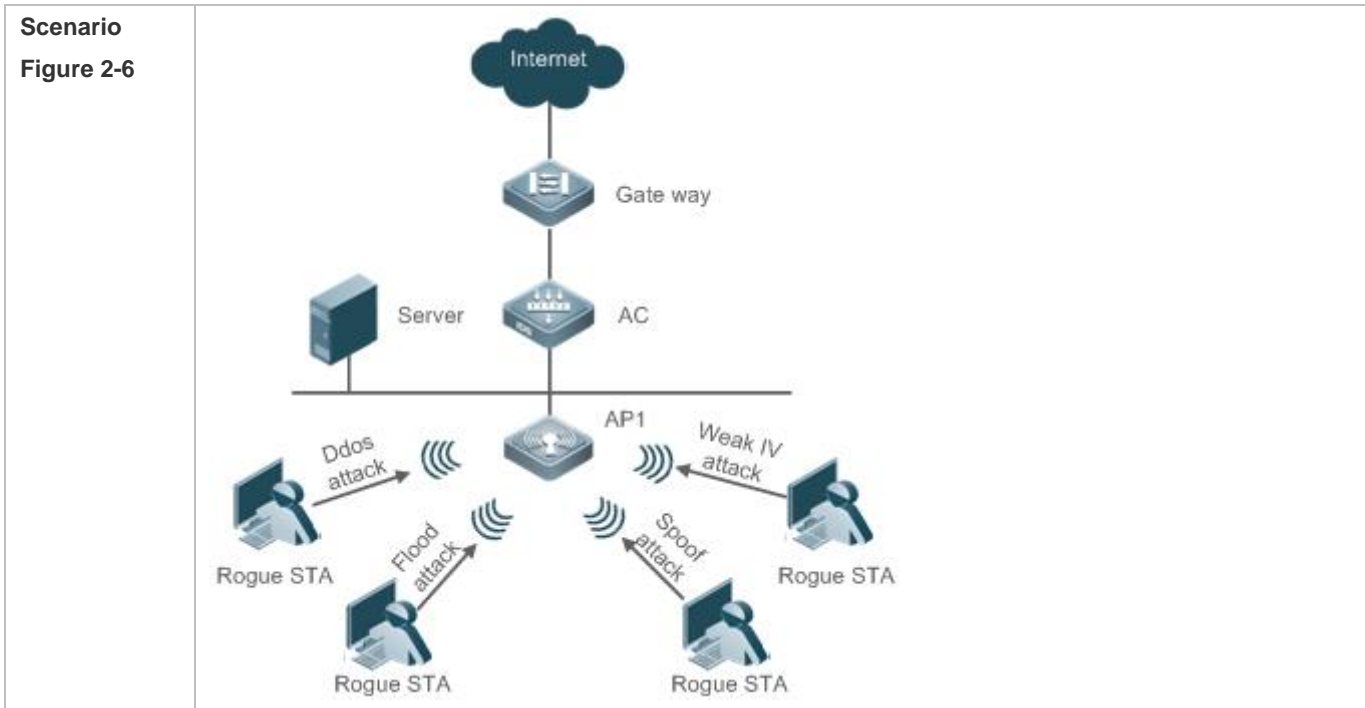 Scenario
Figure 2-6
Internet
Gate way
Server
AC
AP1
Ddos
attack
Weak IV
attack
Flood
attack
Spoof
attack
Rogue STA
Rogue STA
Rogue STA
Rogue STA